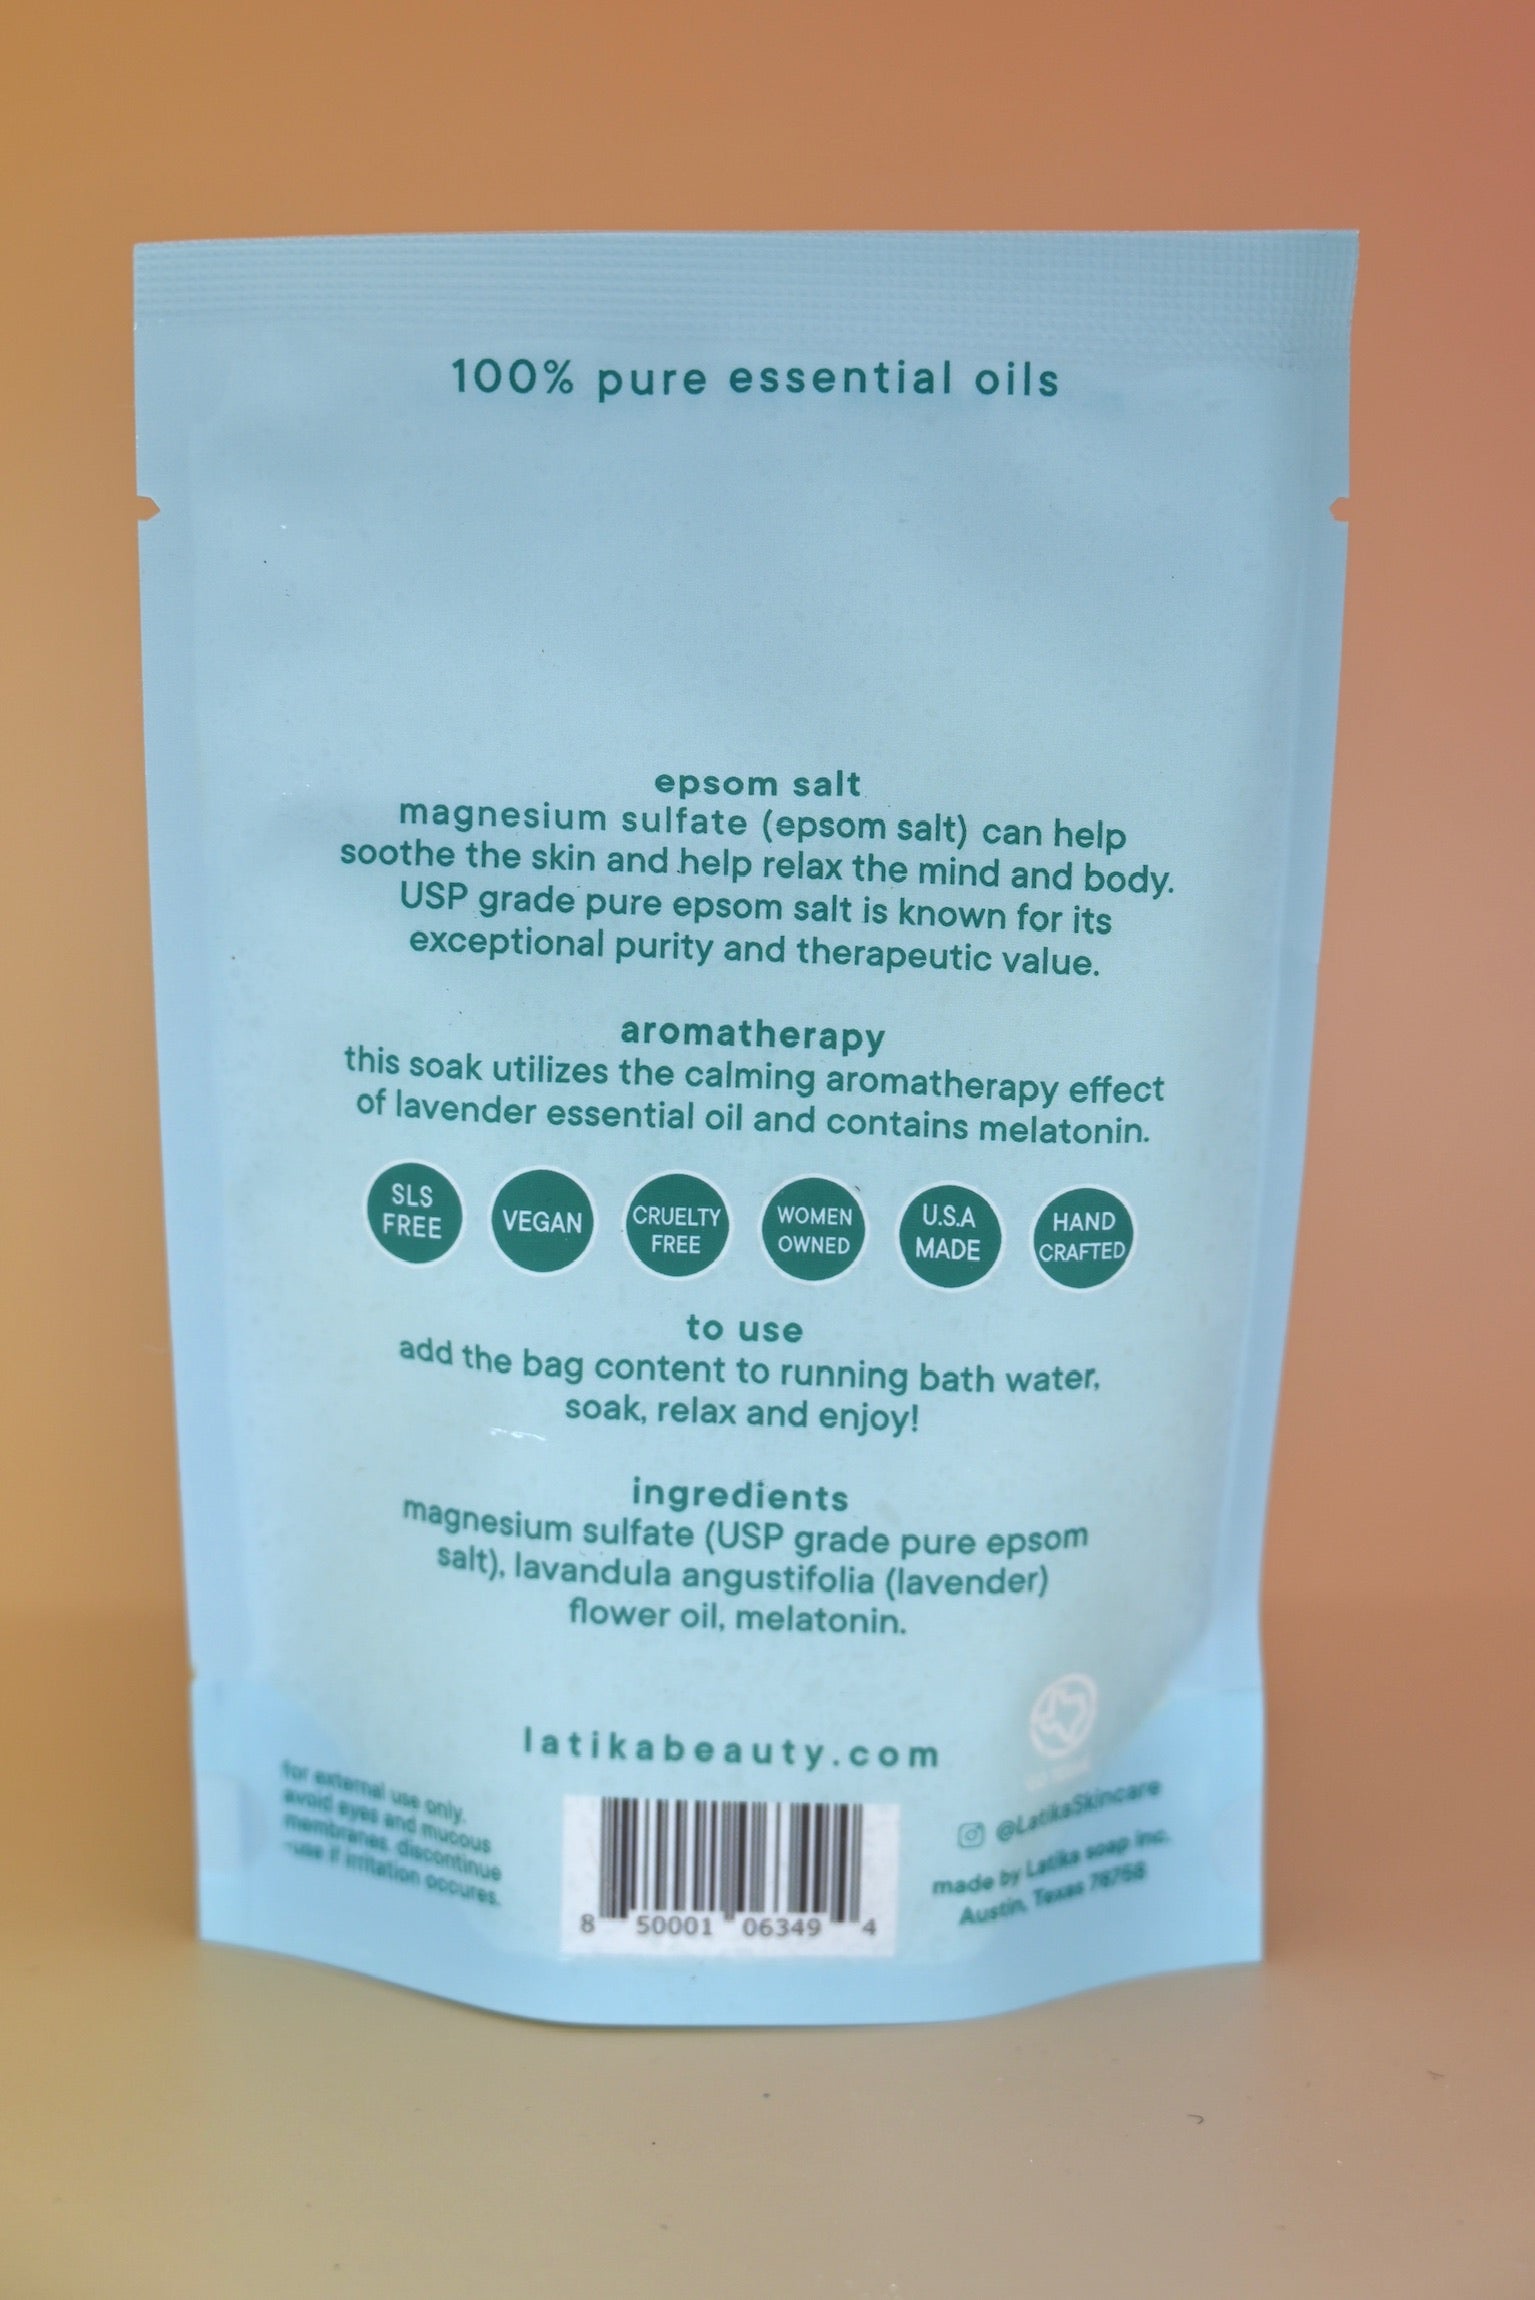 100% pure essential oils
epsom salt
magnesium sulfate (epsom salt) can help
soothe the skin and help relax the mind and body.
USP grade pure epsom salt is known for its
exceptional purity and therapeutic value.
aromatherapy
this soak utilizes the calming aromatherapy effect
of lavender essential oil and contains melatonin.
SLS
FREE
VEGAN
CRUELTY
FREE
WOMEN
OWNED
U.S.A
MADE
HAND
CRAFTED
to use
add the bag content to running bath water,
soak, relax and enjoy!
ingredients
magnesium sulfate (USP grade pure epsom
salt), lavandula angustifolia (lavender)
flower oil, melatonin.
latikabeauty.com
for external use only.
avoid eyes and mucous
membranes. discontinue
use if irritation occures.
8 50001 06349 4
@LatikaSkincare
made by Latika soap inc.
Austin, Texas 78758